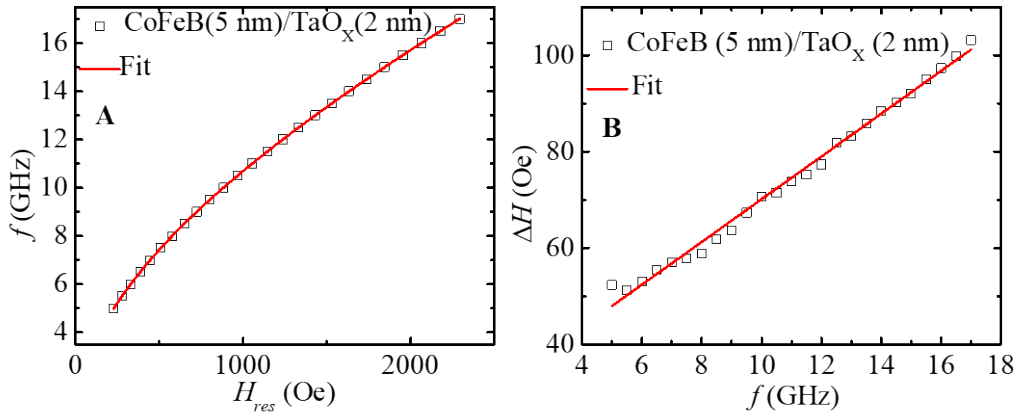 CoFeB(5 nm)/TaOx(2 nm)
Fit
A
16
14
12
10
8
6
4
f (GHz)
0
1000
2000
Hres (Oe)
CoFeB (5 nm)/TaOx (2 nm)
Fit
B
100
80
60
40
ΔH (Oe)
4
6
8
10
12
14
16
18
f (GHz)